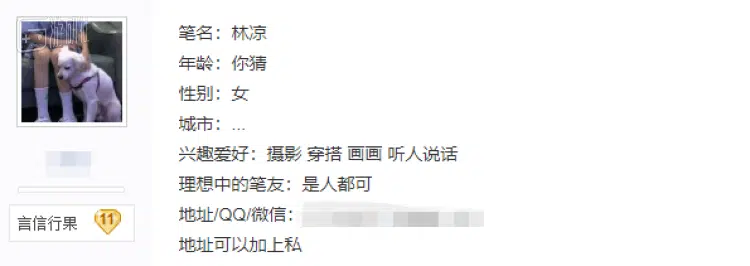 笔名：林凉
年龄：你猜
性别：女
城市：...
兴趣爱好：摄影 穿搭 画画 听人说话
理想中的笔友：是人都可
地址/QQ/微信：
地址可以加上私
言信行果 11